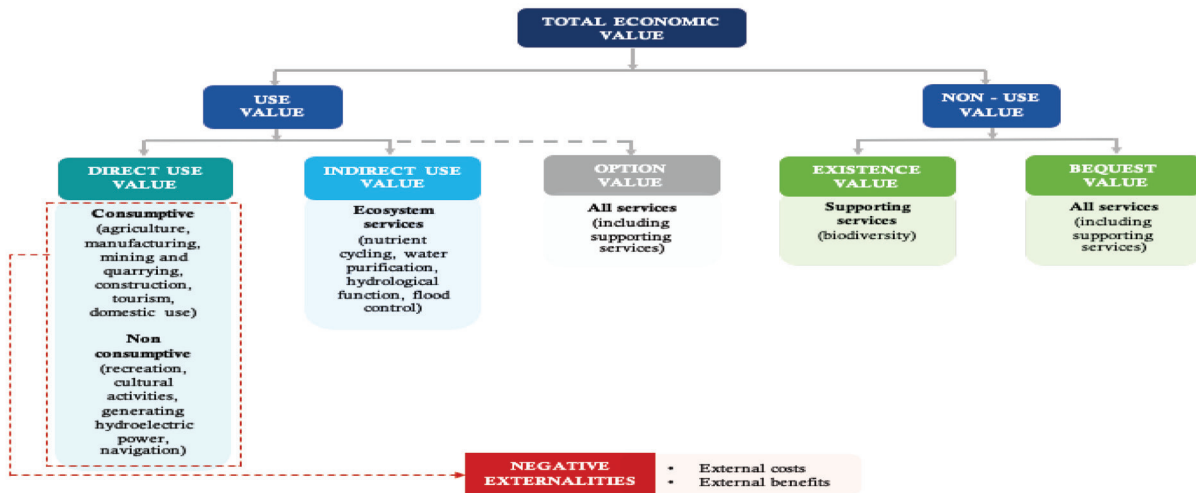 TOTAL ECONOMIC
VALUE
USE
VALUE
NON - USE
VALUE
DIRECT USE
VALUE
INDIRECT USE
VALUE
OPTION
VALUE
EXISTENCE
VALUE
BEQUEST
VALUE
Consumptive
(agriculture,
manufacturing,
mining and
quarrying,
construction,
tourism,
domestic use)
Non
consumptive
(recreation,
cultural
activities,
generating
hydroelectric
power,
navigation)
Ecosystem
services
(nutrient
cycling, water
purification,
hydrological
function, flood
control)
All services
(including
supporting
services)
Supporting
services
(biodiversity)
All services
(including
supporting
services)
NEGATIVE
EXTERNALITIES
• External costs
• External benefits